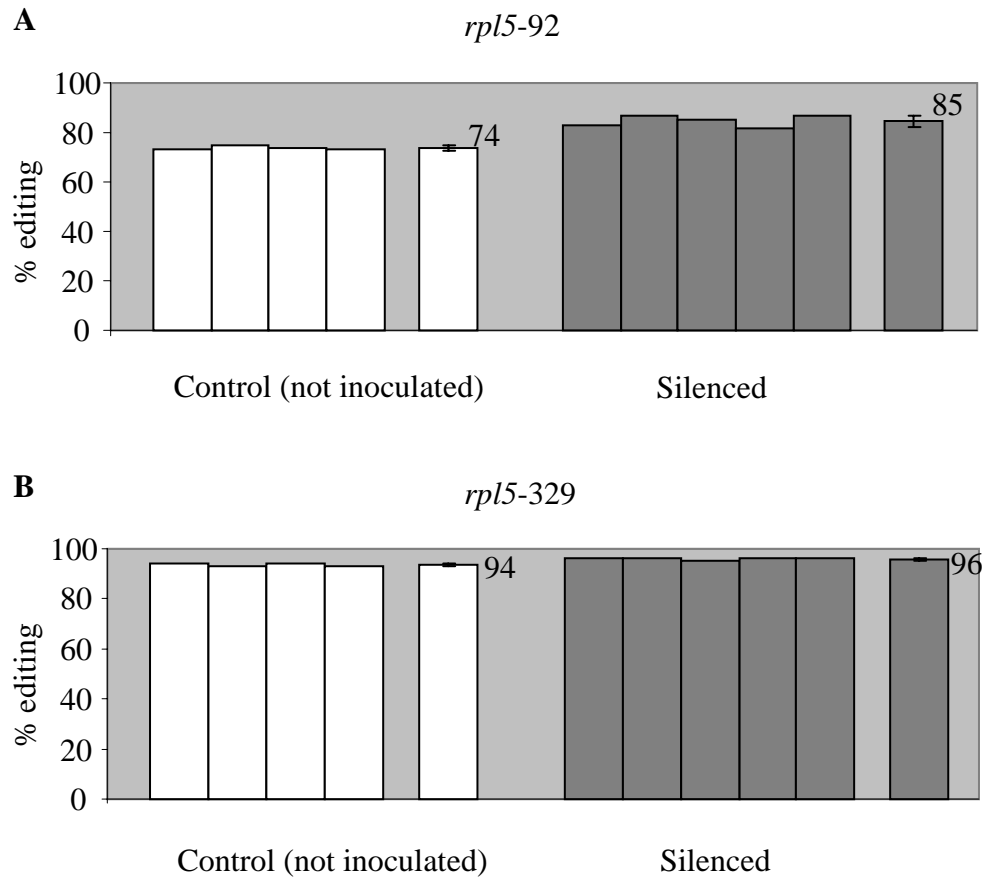 A
rpl5-92
% editing
100
80
60
40
20
0
74
85
Control (not inoculated)
Silenced
B
rpl5-329
% editing
100
80
60
40
20
0
94
96
Control (not inoculated)
Silenced